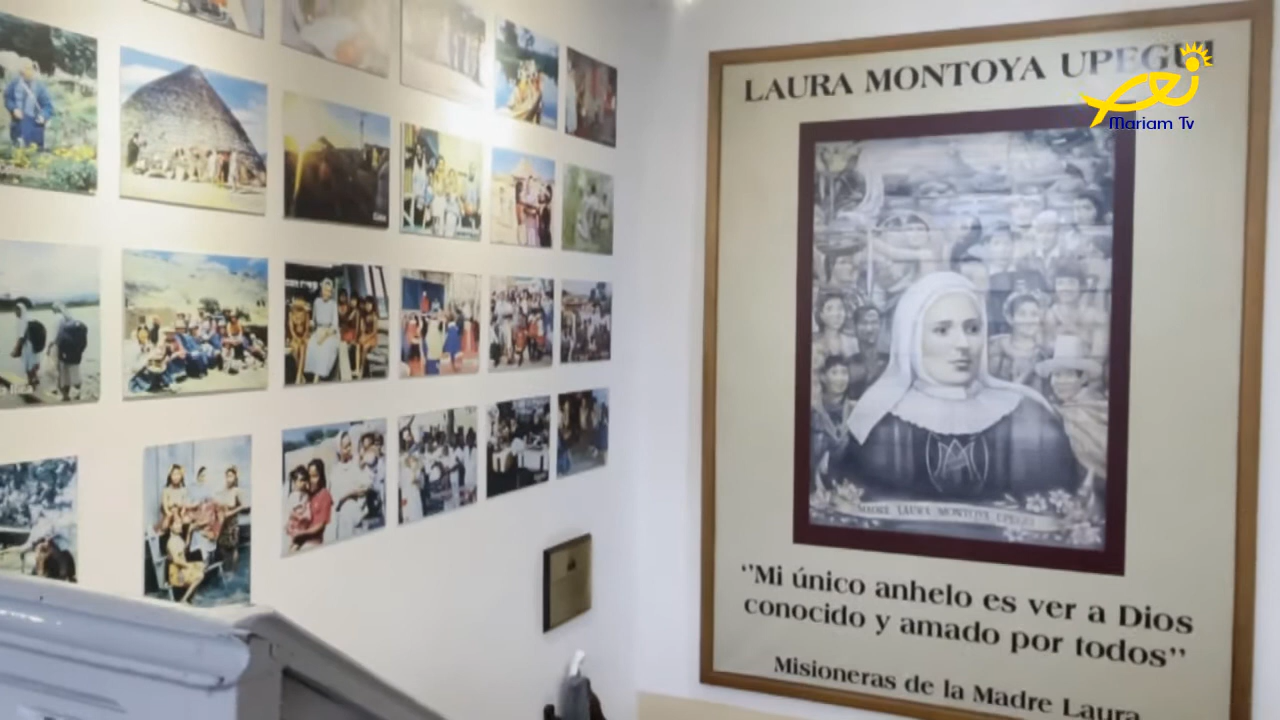 LAURA MONTOYA UPEGUI
Mariam Tv
MADRE LAURA MONTOYA UPEGUI
“Mi único anhelo es ver a Dios
conocido y amado por todos”
Misioneras de la Madre Laura